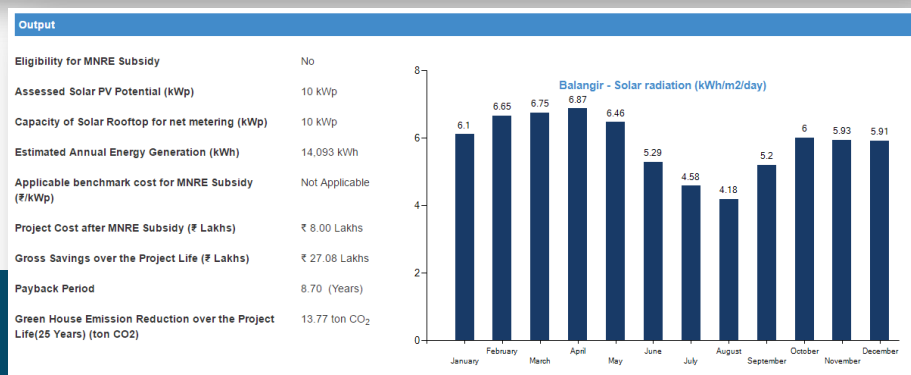 Output
Eligibility for MNRE Subsidy No
Assessed Solar PV Potential (kWp) 10 kWp
Capacity of Solar Rooftop for net metering (kWp) 10 kWp
Estimated Annual Energy Generation (kWh) 14,093 kWh
Applicable benchmark cost for MNRE Subsidy Not Applicable
(₹/kWp)
Project Cost after MNRE Subsidy (₹ Lakhs) ₹ 8.00 Lakhs
Gross Savings over the Project Life (₹ Lakhs) ₹ 27.08 Lakhs
Payback Period 8.70 (Years)
Green House Emission Reduction over the Project 13.77 ton CO2
Life(25 Years) (ton CO2)
Balangir - Solar radiation (kWh/m2/day)
8
6
4
2
0
6.1
6.65
6.75
6.87
6.46
5.29
4.58
4.18
5.2
6
5.93
5.91
January
February
March
April
May
June
July
August
September
October
November
December